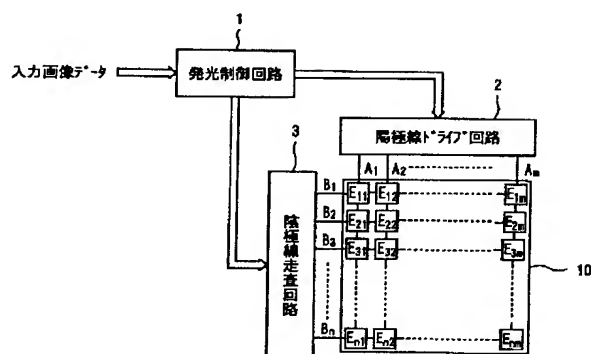 1
入力画像データ
発光制御回路
2
陽極線ドライブ回路
3
陰極線走査回路
A1 A2 Am
B1 E11 E12 E1m
B2 E21 E22 E2m
B3 E31 E32 E3m
10
Bn En1 En2 Enm